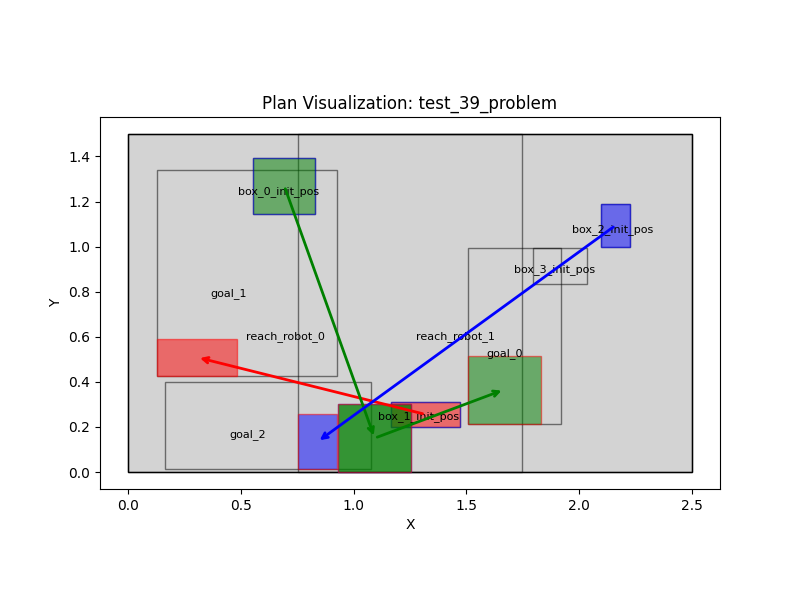 Plan Visualization: test_39_problem
1.4
1.2
1.0
0.8
0.6
0.4
0.2
0.0
Y
box_0_init_pos
box_2_init_pos
box_3_init_pos
goal_1
reach_robot_0
reach_robot_1
goal_0
box_1_init_pos
goal_2
0.0
0.5
1.0
1.5
2.0
2.5
X